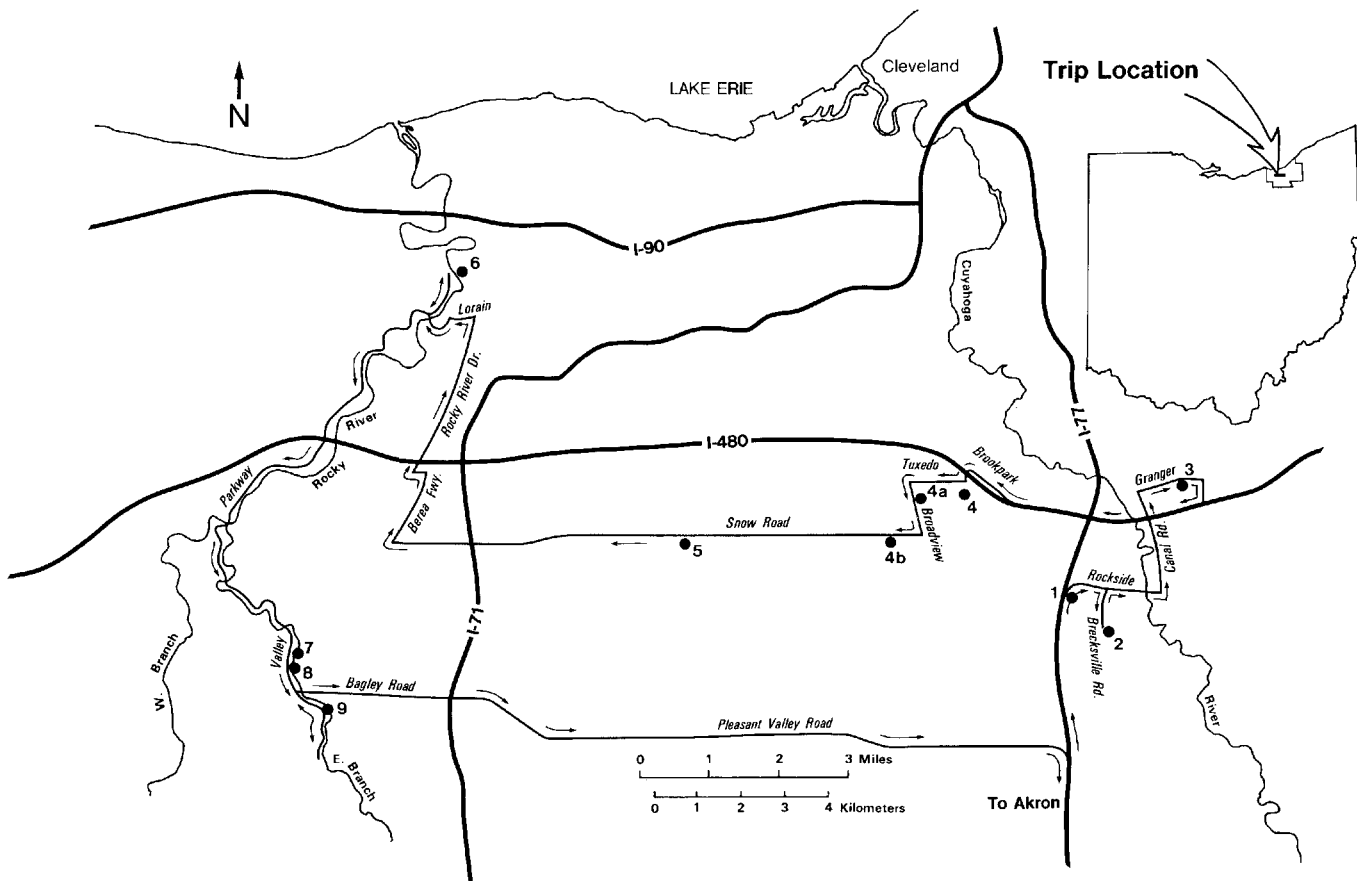 N
LAKE ERIE
Cleveland
Trip Location
I-90
Cuyahoga
6
Lorain
Rocky River Dr.
I-77
River
Rocky
Parkway
I-480
Tuxedo
Brookpark
Granger
3
4a
4
Berea Fwy.
Snow Road
Broadview
Canal Rd.
5
4b
Rockside
1
2
Brecksville Rd.
I-71
W. Branch
Valley
7
8
Bagley Road
9
Pleasant Valley Road
River
E. Branch
0 1 2 3 Miles
0 1 2 3 4 Kilometers
To Akron